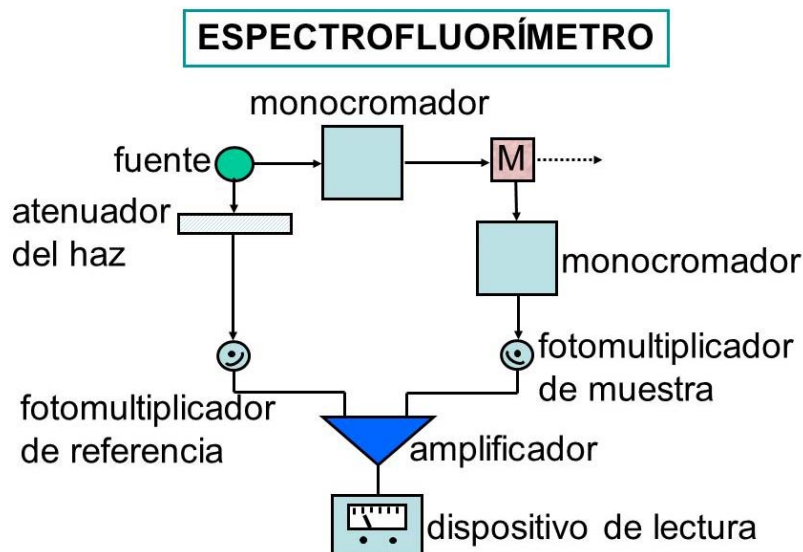 ESPECTROFLUORÍMETRO
monocromador
fuente
M
atenuador
del haz
monocromador
fotomultiplicador
de muestra
fotomultiplicador
de referencia
amplificador
dispositivo de lectura